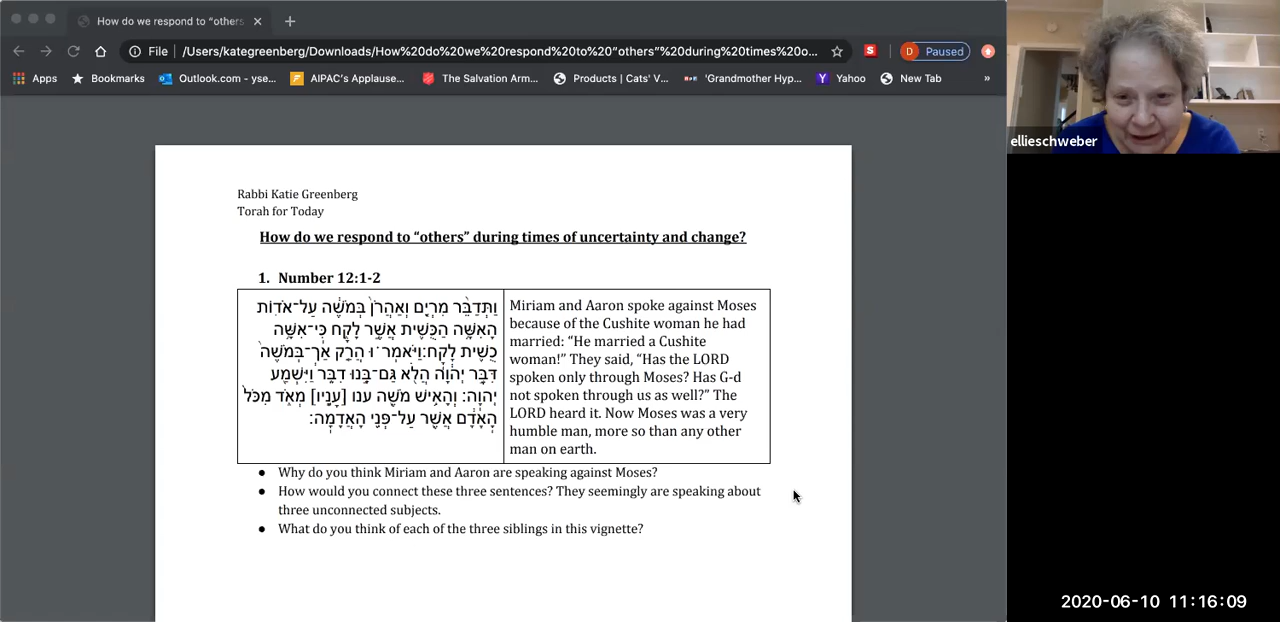 How do we respond to “others
File
/Users/kategreenberg/Downloads/How%20do%20we%20respond%20to%20“others”%20during%20times%20o...
S
D Paused
Apps
Bookmarks
Outlook.com - yse...
AIPAC's Applause...
The Salvation Arm...
Products | Cats' V...
'Grandmother Hyp...
Yahoo
New Tab
»
ellieschweber
Rabbi Katie Greenberg
Torah for Today
How do we respond to “others” during times of uncertainty and change?
1. Number 12:1-2
וַתְּדַבֵּ֨ר מִרְיָ֤ם וְאַהֲרֹן֙ בְּמֹשֶׁ֔ה עַל־אֹד֛וֹת
הָאִשָּׁ֥ה הַכֻּשִׁ֖ית אֲשֶׁ֣ר לָקָ֑ח כִּֽי־אִשָּׁ֥ה
כֻשִׁ֖ית לָקָֽח׃ וַיֹּאמְר֗וּ הֲרַ֤ק אַךְ־בְּמֹשֶׁה֙
דִּבֶּ֣ר יְהוָ֔ה הֲלֹ֖א גַּם־בָּ֣נוּ דִבֵּ֑ר וַיִּשְׁמַ֖ע
יְהוָֽה׃ וְהָאִ֥ישׁ מֹשֶׁ֖ה ענו [עָנָ֣יו] מְאֹ֑ד מִכֹּל֙
הָֽאָדָ֔ם אֲשֶׁ֖ר עַל־פְּנֵ֥י הָאֲדָמָֽה׃
Miriam and Aaron spoke against Moses
because of the Cushite woman he had
married: “He married a Cushite
woman!” They said, “Has the LORD
spoken only through Moses? Has G-d
not spoken through us as well?” The
LORD heard it. Now Moses was a very
humble man, more so than any other
man on earth.
● Why do you think Miriam and Aaron are speaking against Moses?
● How would you connect these three sentences? They seemingly are speaking about
three unconnected subjects.
● What do you think of each of the three siblings in this vignette?
2020-06-10 11:16:09